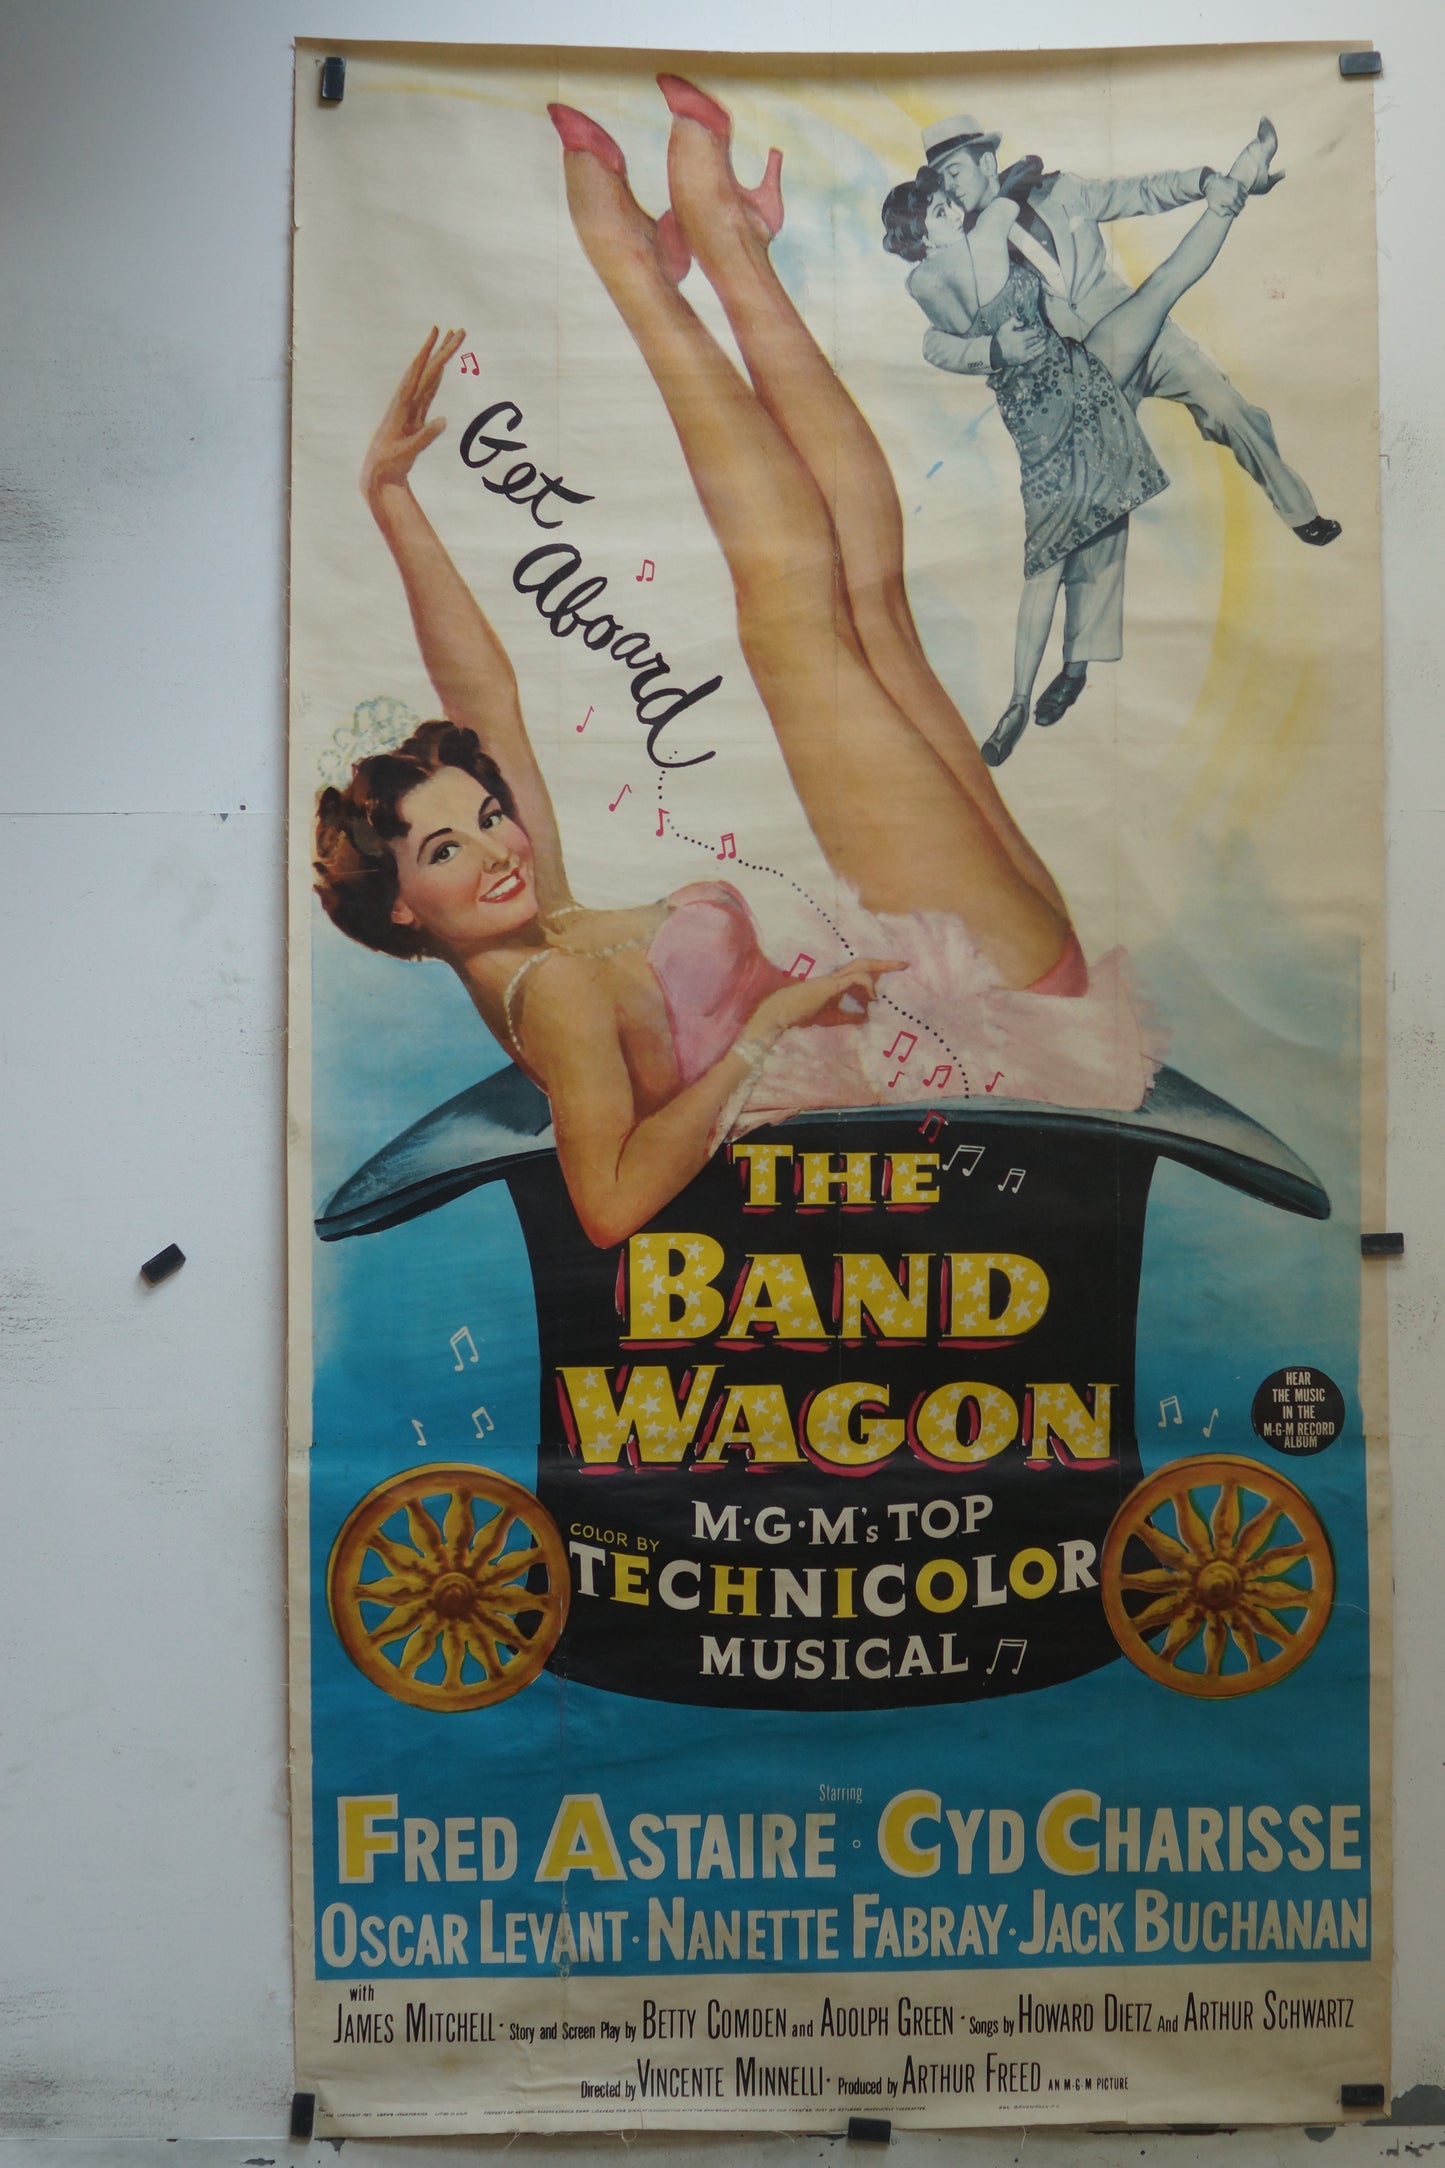 Get Aboard
THE
BAND
WAGON
HEAR
THE MUSIC
IN THE
M-G-M RECORD
ALBUM
M·G·M's TOP
COLOR BY
TECHNICOLOR
MUSICAL
Starring
FRED ASTAIRE · CYD CHARISSE
OSCAR LEVANT · NANETTE FABRAY · JACK BUCHANAN
with
JAMES MITCHELL · Story and Screen Play by BETTY COMDEN and ADOLPH GREEN · Songs by HOWARD DIETZ And ARTHUR SCHWARTZ
Directed by VINCENTE MINNELLI · Produced by ARTHUR FREED AN M-G-M PICTURE